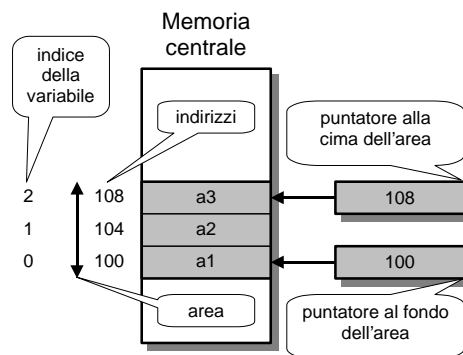 Memoria
centrale
indice
della
variabile
indirizzi
puntatore alla
cima dell'area
2
108
a3
108
1
104
a2
0
100
a1
100
area
puntatore al fondo
dell'area